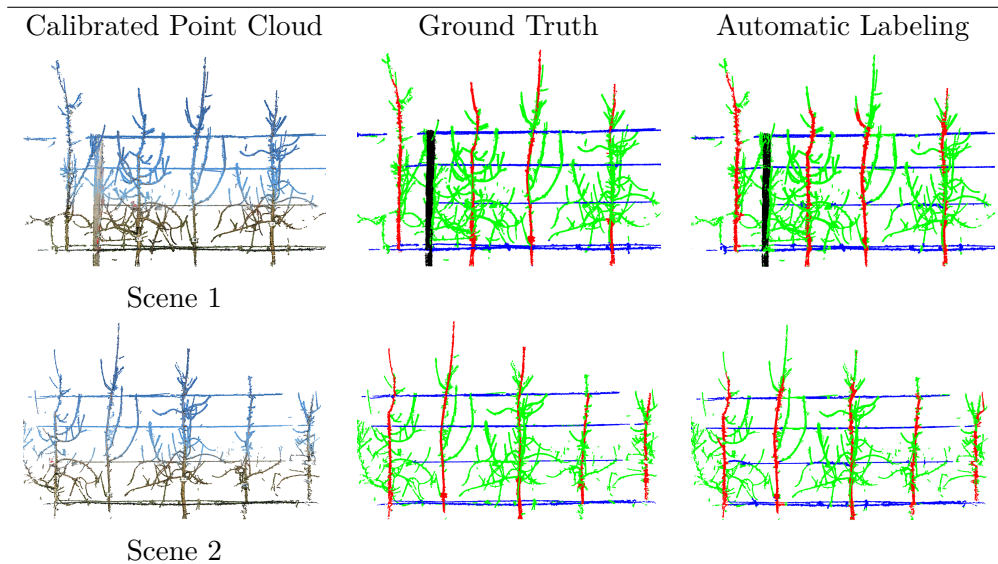 Calibrated Point Cloud Ground Truth Automatic Labeling
Scene 1
Scene 2